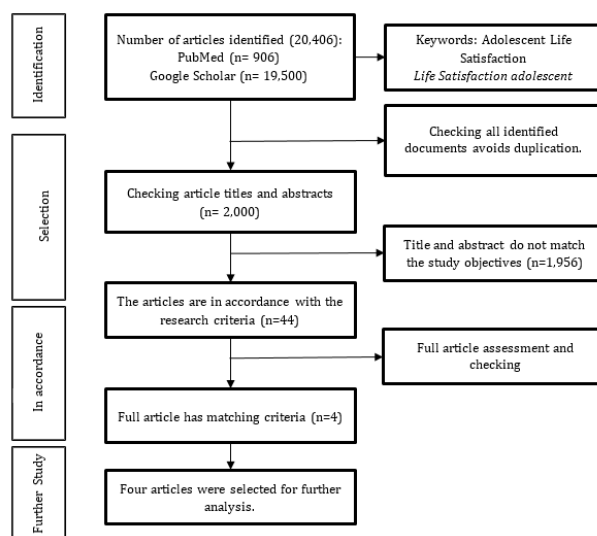 Identification
Number of articles identified (20,406):
PubMed (n= 906)
Google Scholar (n= 19,500)
Keywords: Adolescent Life
Satisfaction
Life Satisfaction adolescent
Selection
Checking all identified
documents avoids duplication.
Checking article titles and abstracts
(n= 2,000)
Title and abstract do not match
the study objectives (n=1,956)
The articles are in accordance with the
research criteria (n=44)
In accordance
Full article assessment and
checking
Full article has matching criteria (n=4)
Further Study
Four articles were selected for further
analysis.